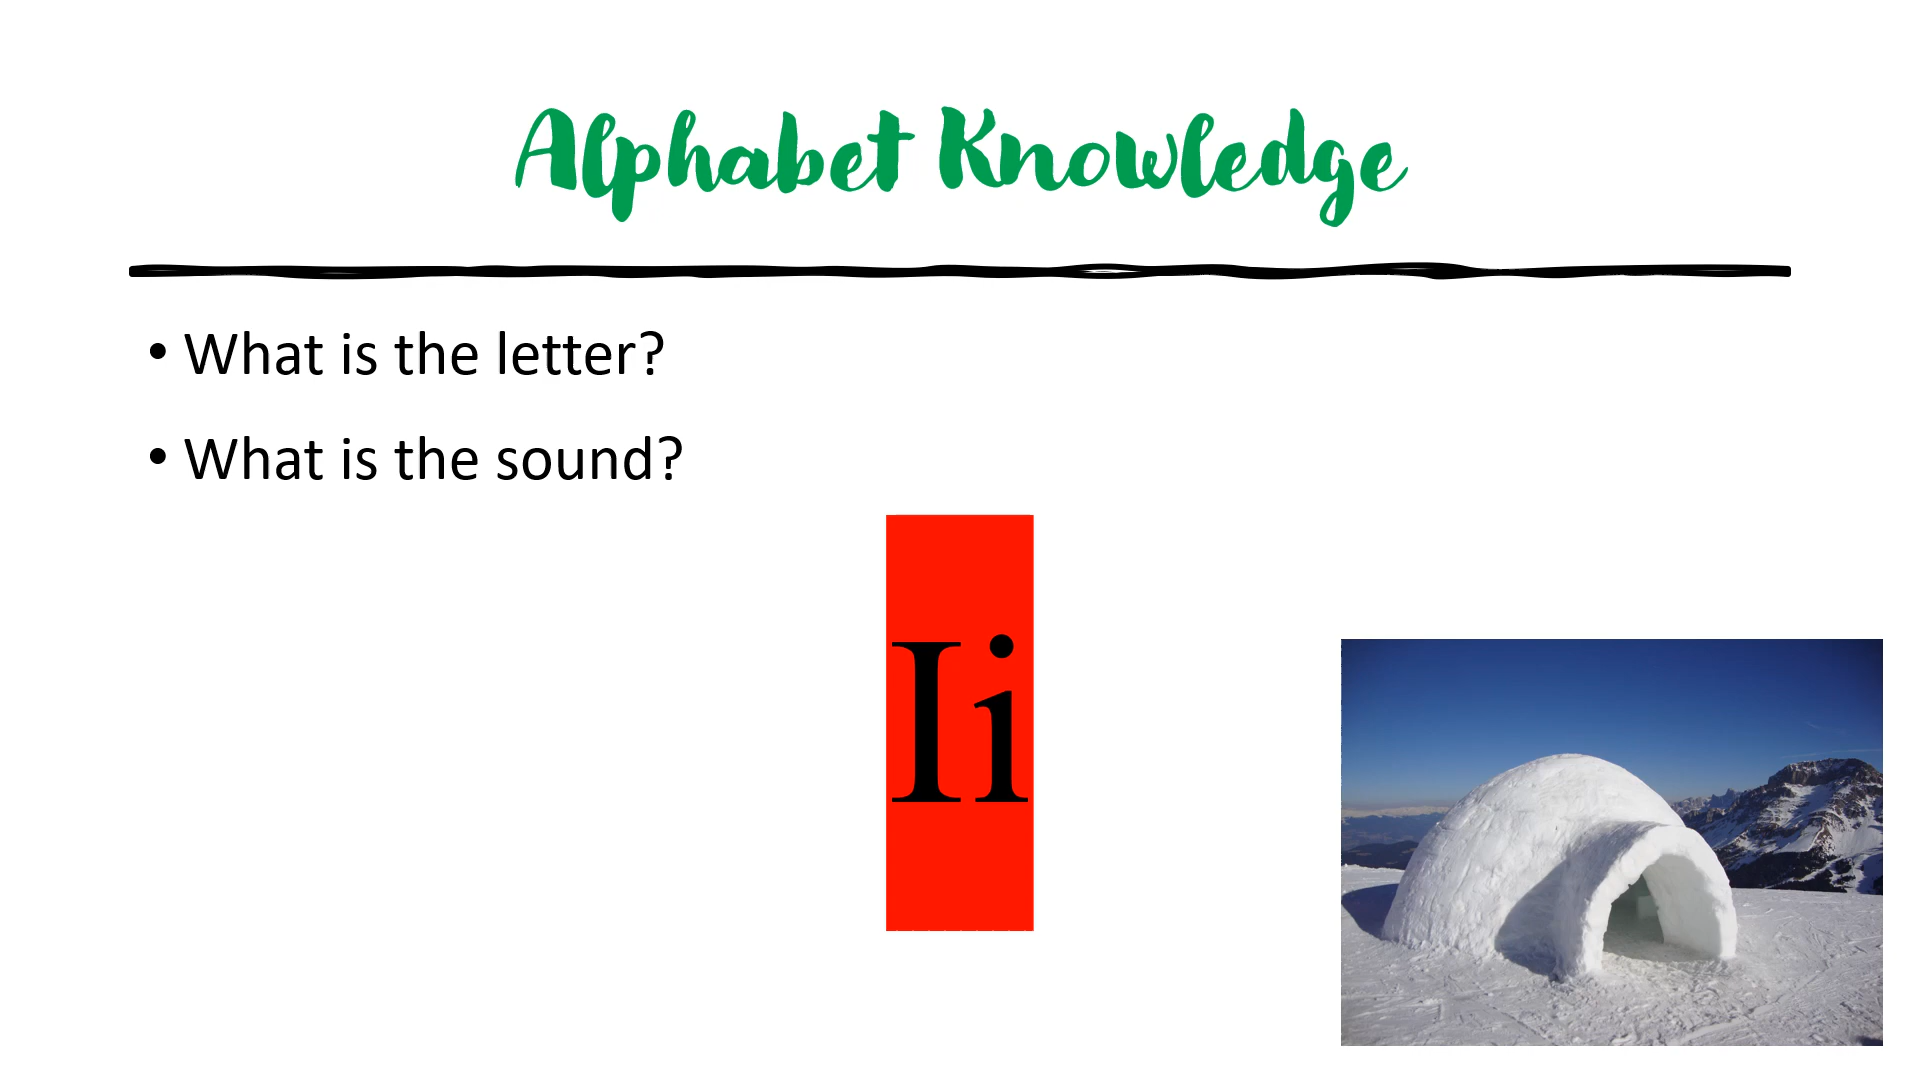 Alphabet Knowledge
• What is the letter?
• What is the sound?
Ii